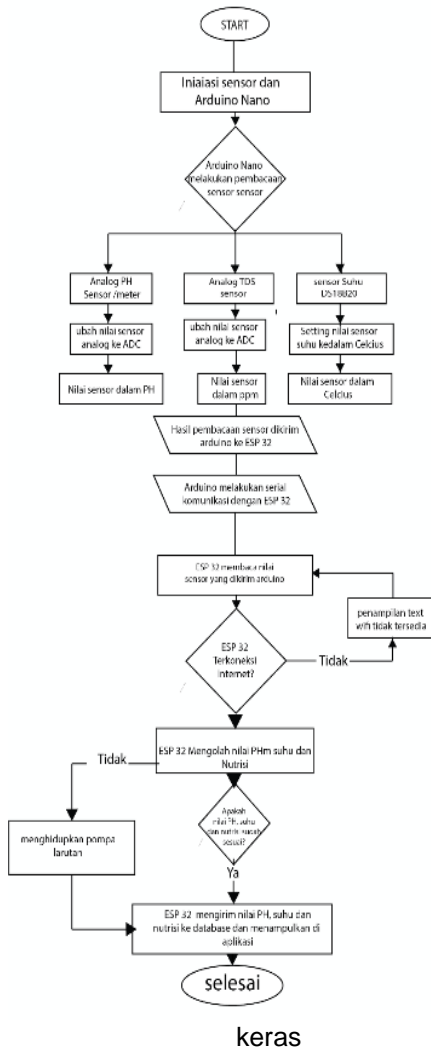 START
Iniaiasi sensor dan
Arduino Nano
Arduino Nano
melakukan pembacaan
sensor sensor
Analog PH
Sensor /meter
ubah nilai sensor
analog ke ADC
Nilai sensor dalam PH
Analog TDS
sensor
ubah nilai sensor
analog ke ADC
Nilai sensor
dalam ppm
sensor Suhu
DS18B20
Setting nilai sensor
suhu kedalam Celcius
Nilai sensor dalam
Celcius
Hasil pembacaan sensor dikirim
arduino ke ESP 32
Arduino melakukan serial
komunikasi dengan ESP 32
ESP 32 membaca nilai
sensor yang dikirim arduino
penampilan text
wifi tidak tersedia
ESP 32
Terkoneksi
internet?
Tidak
ESP 32 Mengolah nilai PHm suhu dan
Nutrisi
Tidak
Apakah
nilai PH, suhu
dan nutrisi sudah
sesuai?
menghidupkan pompa
larutan
Ya
ESP 32 mengirim nilai PH, suhu dan
nutrisi ke database dan menampulkan di
aplikasi
selesai
keras